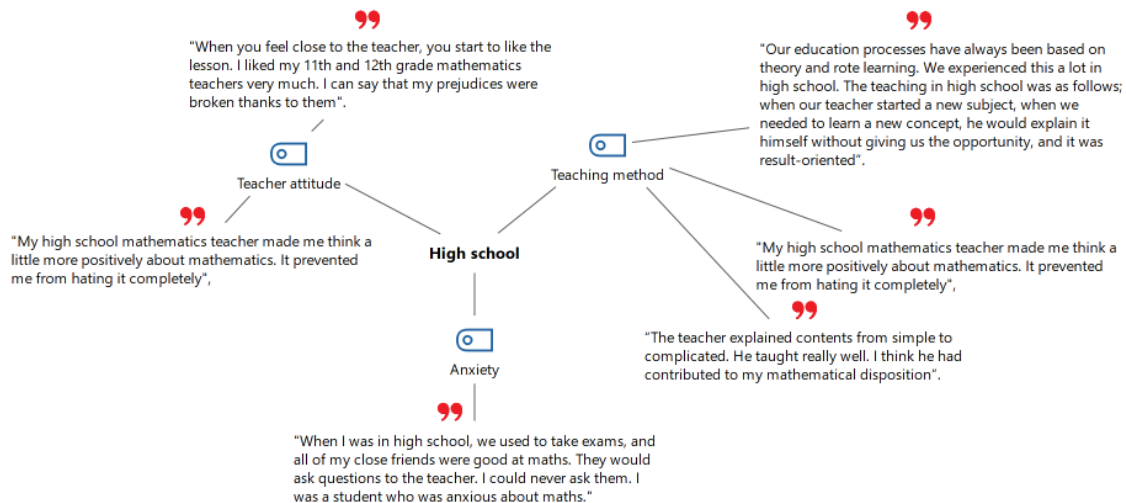 "When you feel close to the teacher, you start to like the
lesson. I liked my 11th and 12th grade mathematics
teachers very much. I can say that my prejudices were
broken thanks to them".
"Our education processes have always been based on
theory and rote learning. We experienced this a lot in
high school. The teaching in high school was as follows;
when our teacher started a new subject, when we
needed to learn a new concept, he would explain it
himself without giving us the opportunity, and it was
result-oriented".
Teacher attitude
Teaching method
"My high school mathematics teacher made me think a
little more positively about mathematics. It prevented
me from hating it completely",
High school
"My high school mathematics teacher made me think a
little more positively about mathematics. It prevented
me from hating it completely",
"The teacher explained contents from simple to
complicated. He taught really well. I think he had
contributed to my mathematical disposition".
Anxiety
"When I was in high school, we used to take exams, and
all of my close friends were good at maths. They would
ask questions to the teacher. I could never ask them. I
was a student who was anxious about maths."